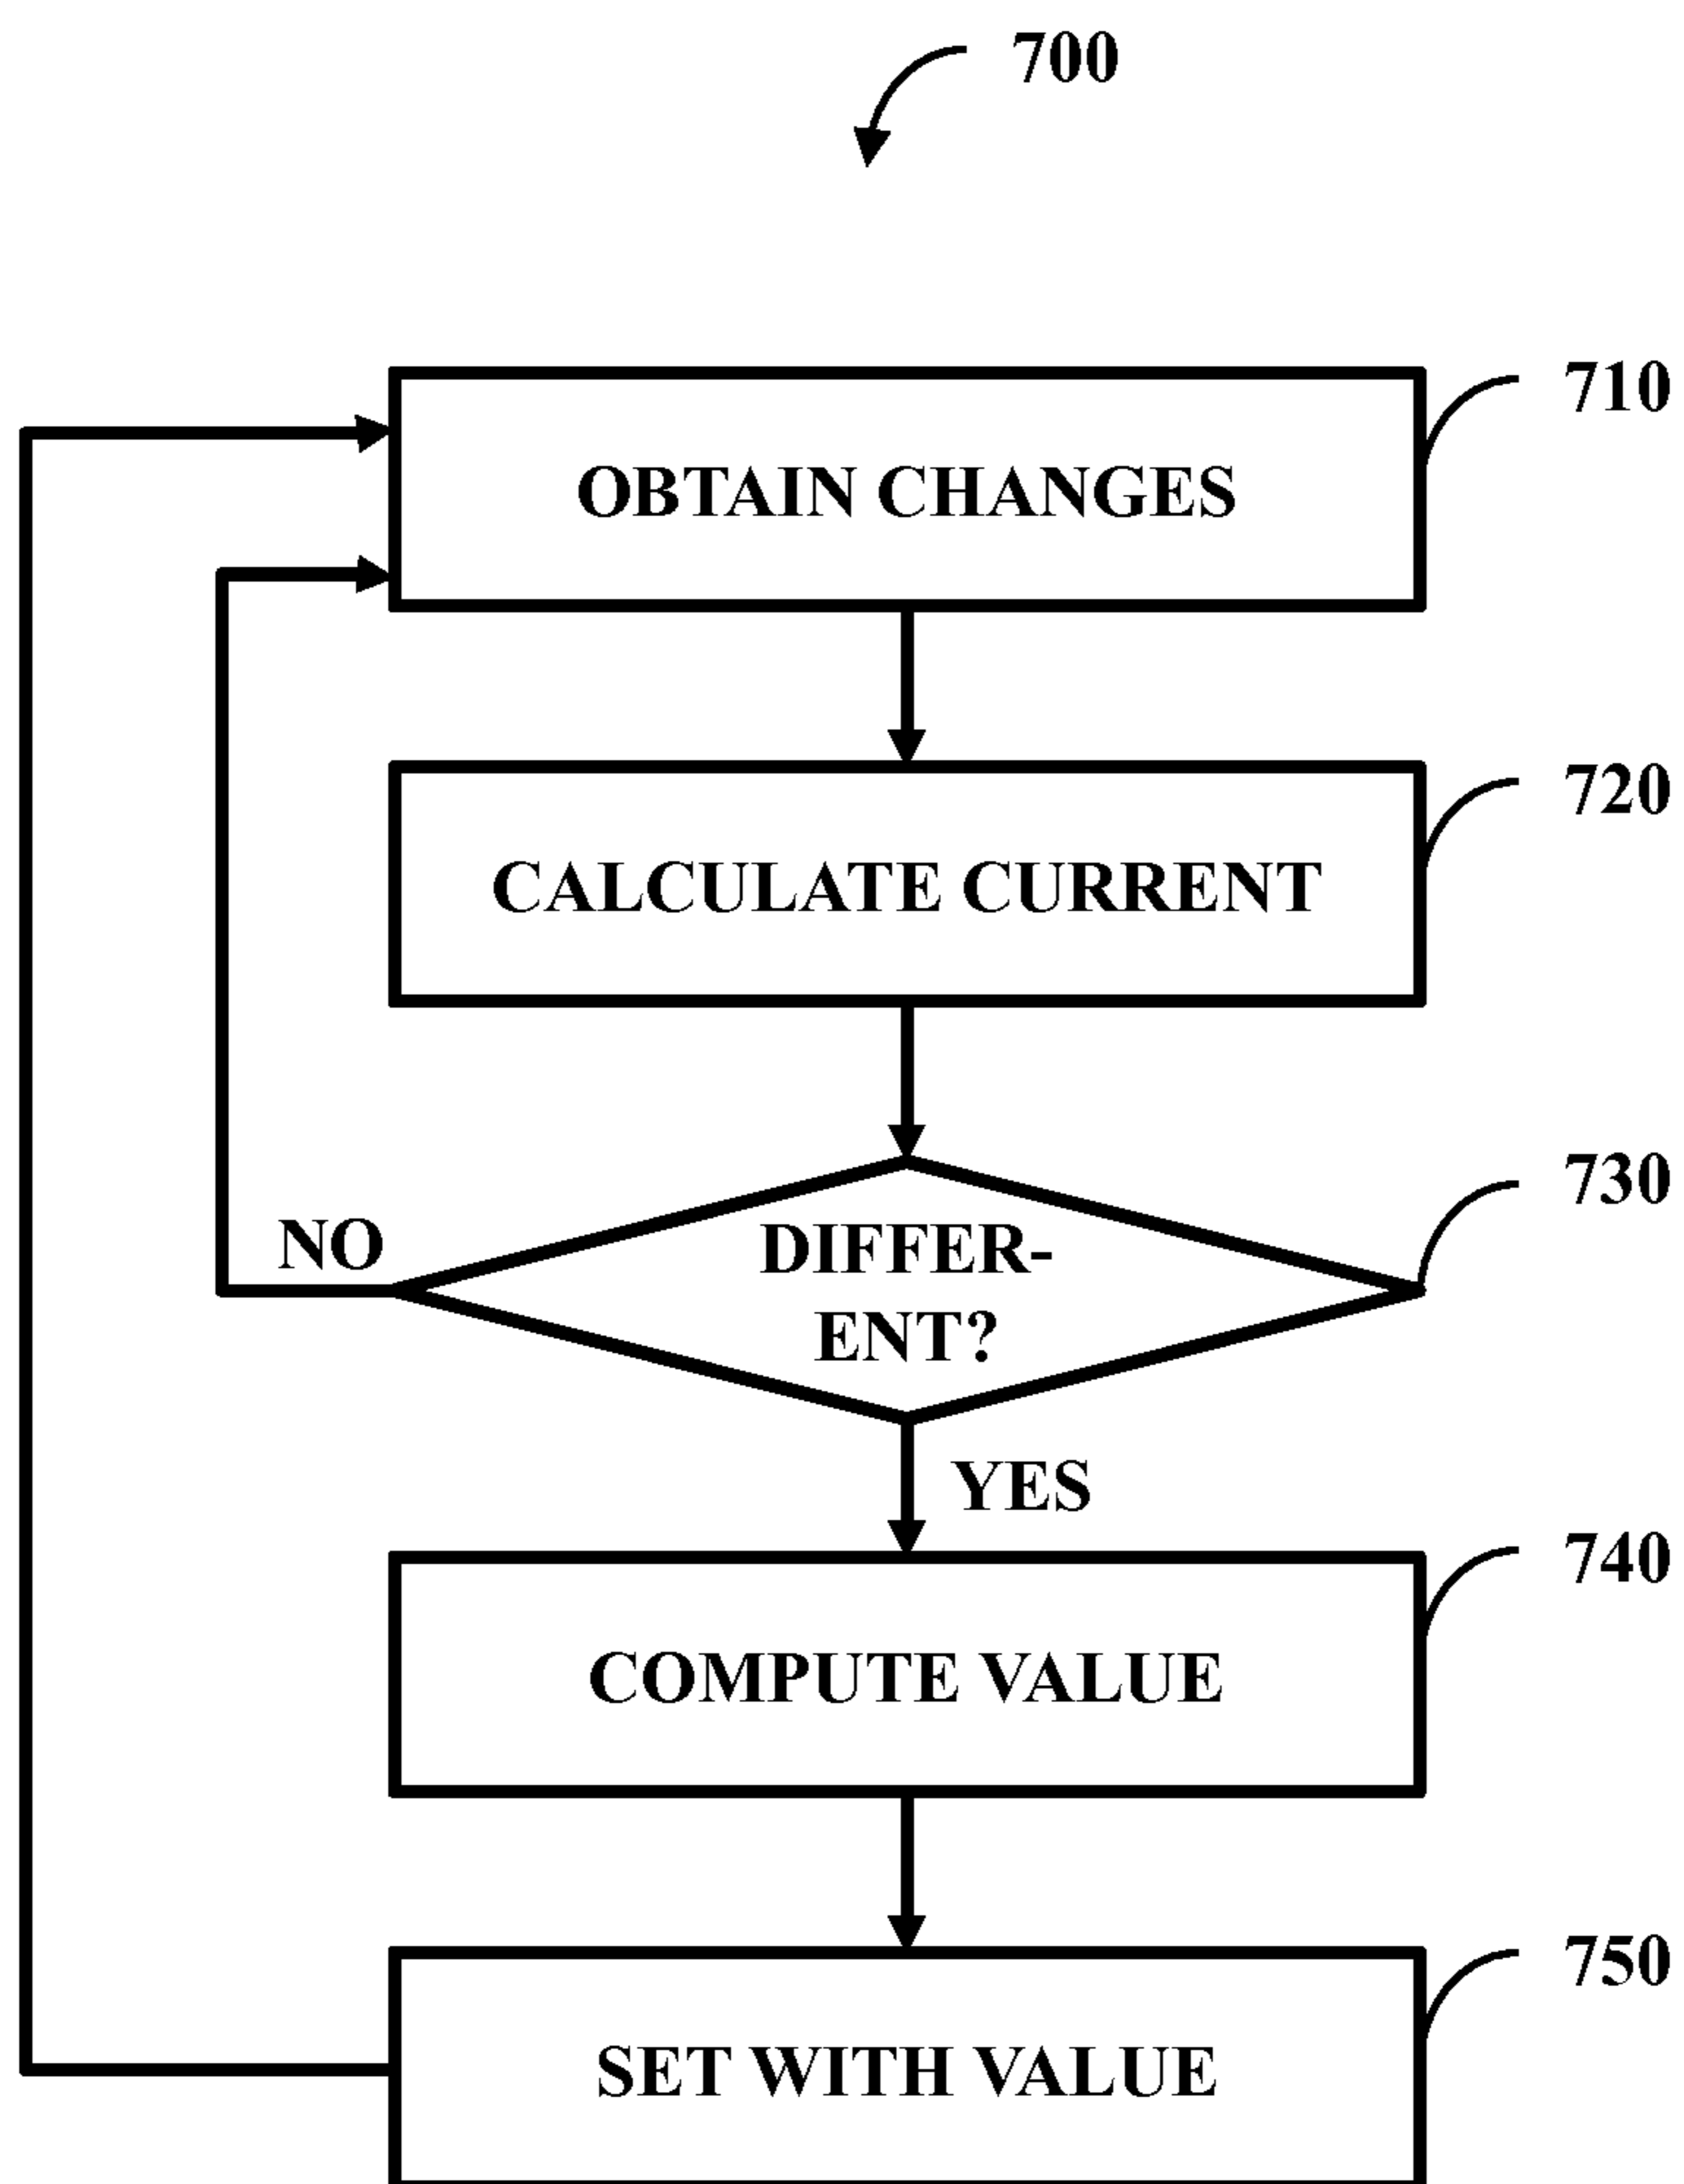 700
710
OBTAIN CHANGES
720
CALCULATE CURRENT
730
NO
DIFFER-
ENT?
YES
740
COMPUTE VALUE
750
SET WITH VALUE